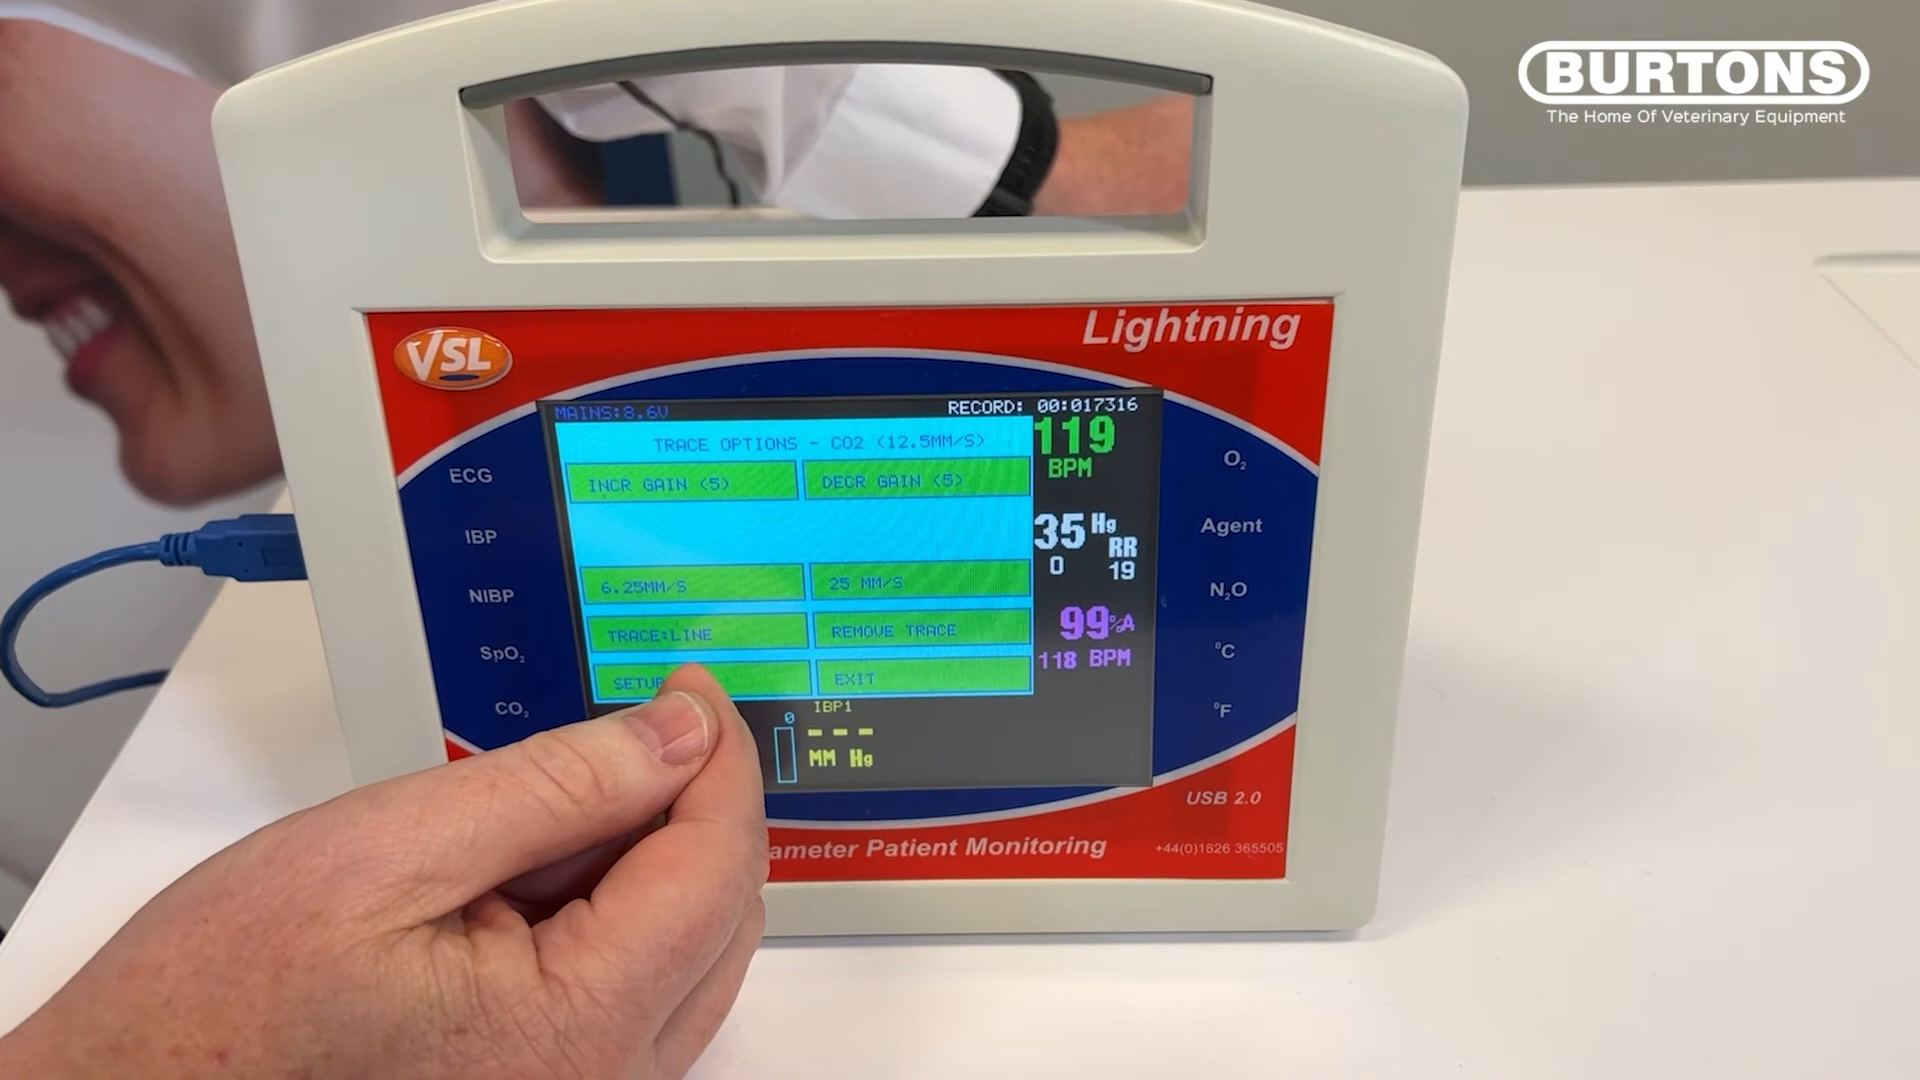 BURTONS
The Home Of Veterinary Equipment
VSL
Lightning
MAINS:8.6V
RECORD: 00:017316
TRACE OPTIONS - CO2 (12.5MM/S)
INCR GAIN (5)
DECR GAIN (5)
6.25MM/S
25 MM/S
TRACE:LINE
REMOVE TRACE
SETUP
EXIT
119
BPM
35 Hg
RR
0 19
99%A
118 BPM
0
IBP1
---
MM Hg
ECG
IBP
NIBP
SpO₂
CO₂
O₂
Agent
N₂O
°C
°F
USB 2.0
ameter Patient Monitoring
+44(0)1626 365505